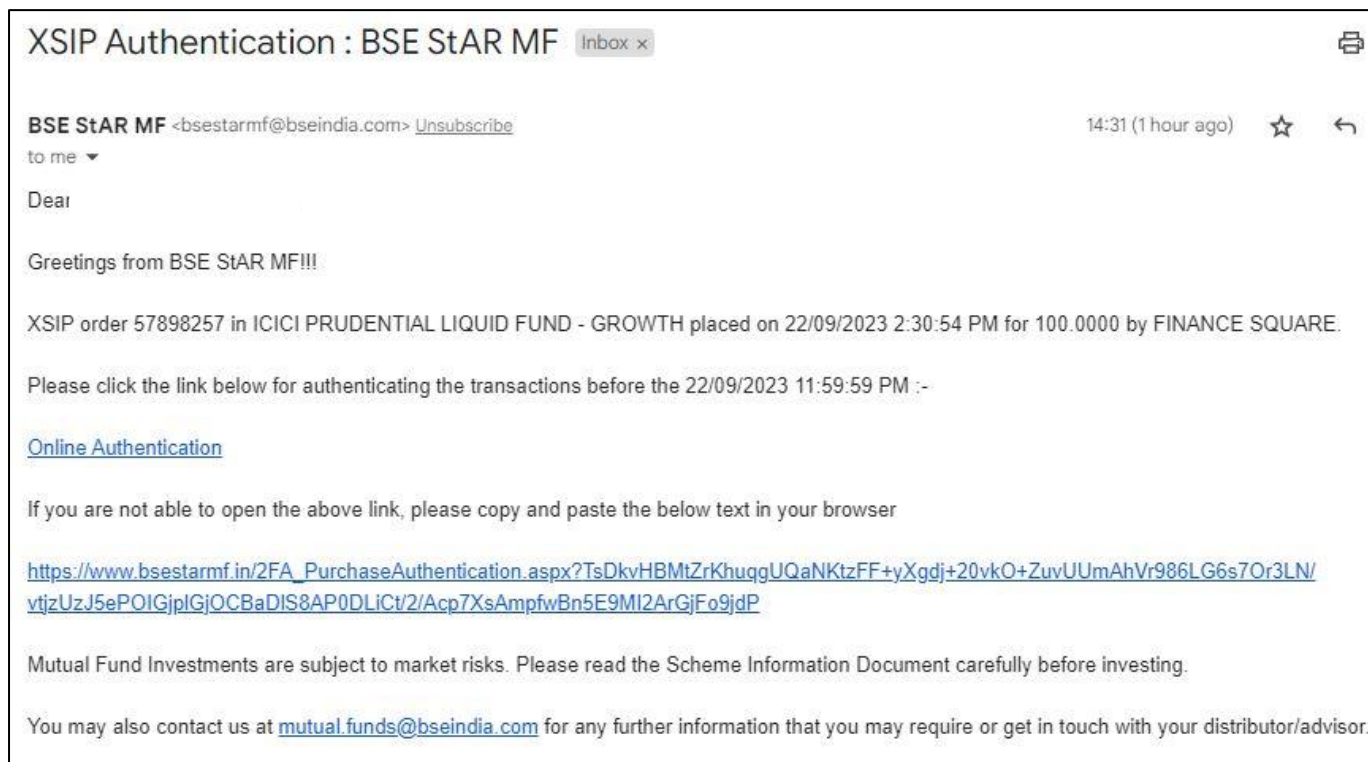 XSIP Authentication : BSE StAR MF Inbox ×
BSE StAR MF <bsestarmf@bseindia.com> Unsubscribe 14:31 (1 hour ago)
to me
Dear
Greetings from BSE StAR MF!!!
XSIP order 57898257 in ICICI PRUDENTIAL LIQUID FUND - GROWTH placed on 22/09/2023 2:30:54 PM for 100.0000 by FINANCE SQUARE.
Please click the link below for authenticating the transactions before the 22/09/2023 11:59:59 PM :-
Online Authentication
If you are not able to open the above link, please copy and paste the below text in your browser
https://www.bsestarmf.in/2FA_PurchaseAuthentication.aspx?TsDkvHBMtZrKhuqgUQaNKtzFF+yXgdj+20vkO+ZuvUUmAhVr986LG6s7Or3LN/
vtjzUzJ5ePOIGjplGjOCBaDlS8AP0DLiCt/2/Acp7XsAmpfwBn5E9MI2ArGjFo9jdP
Mutual Fund Investments are subject to market risks. Please read the Scheme Information Document carefully before investing.
You may also contact us at mutual.funds@bseindia.com for any further information that you may require or get in touch with your distributor/advisor.